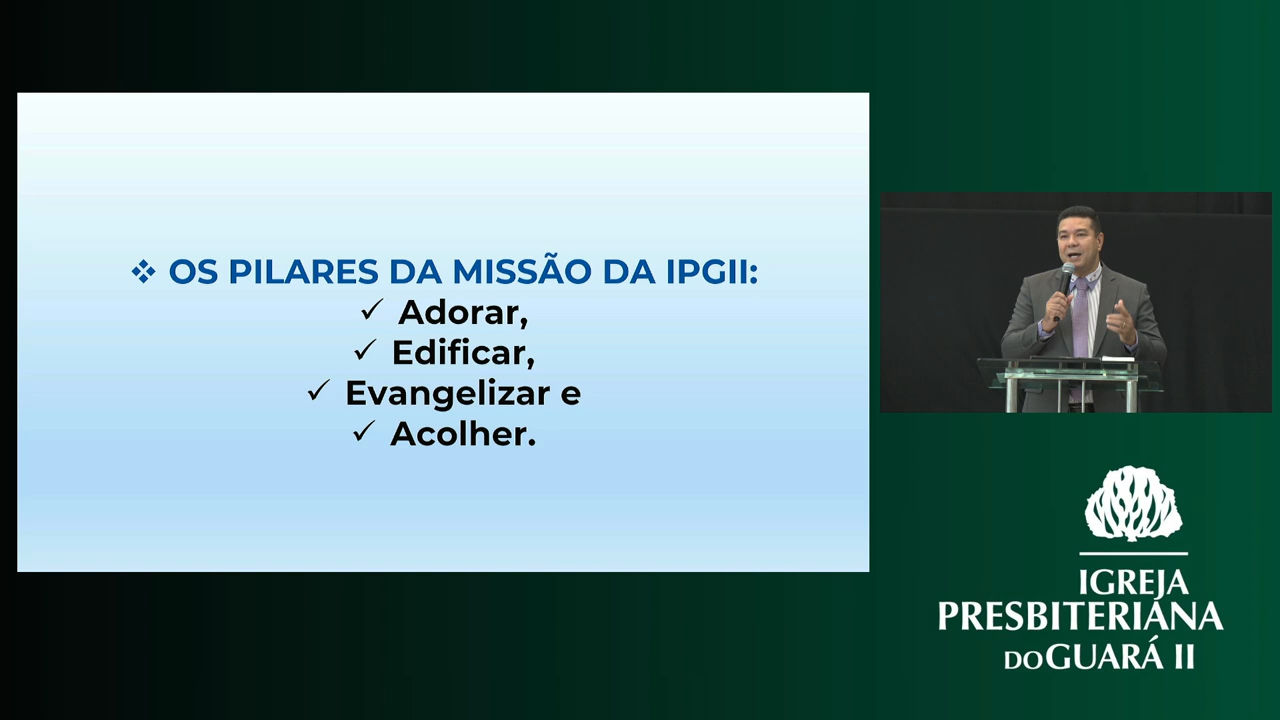 ❖ OS PILARES DA MISSÃO DA IPGII:
✓ Adorar,
✓ Edificar,
✓ Evangelizar e
✓ Acolher.
IGREJA
PRESBITERIANA
DO GUARÁ II